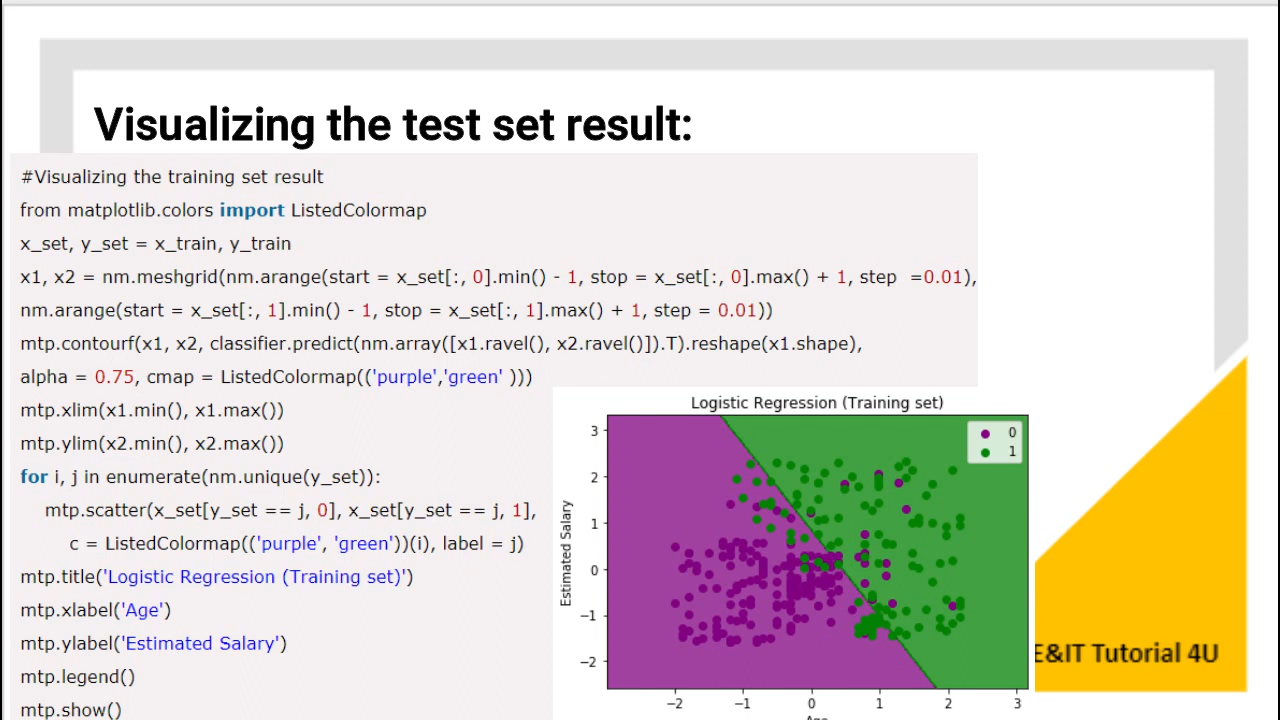 Visualizing the test set result:
#Visualizing the training set result
from matplotlib.colors import ListedColormap
x_set, y_set = x_train, y_train
x1, x2 = nm.meshgrid(nm.arange(start = x_set[:, 0].min() - 1, stop = x_set[:, 0].max() + 1, step  =0.01),
nm.arange(start = x_set[:, 1].min() - 1, stop = x_set[:, 1].max() + 1, step = 0.01))
mtp.contourf(x1, x2, classifier.predict(nm.array([x1.ravel(), x2.ravel()]).T).reshape(x1.shape),
alpha = 0.75, cmap = ListedColormap(('purple','green' )))
mtp.xlim(x1.min(), x1.max())
mtp.ylim(x2.min(), x2.max())
for i, j in enumerate(nm.unique(y_set)):
mtp.scatter(x_set[y_set == j, 0], x_set[y_set == j, 1],
c = ListedColormap(('purple', 'green'))(i), label = j)
mtp.title('Logistic Regression (Training set)')
mtp.xlabel('Age')
mtp.ylabel('Estimated Salary')
mtp.legend()
mtp.show()
Logistic Regression (Training set)
0
1
3
2
1
0
−1
−2
Estimated Salary
−2 −1 0 1 2 3
Age
E&IT Tutorial 4U